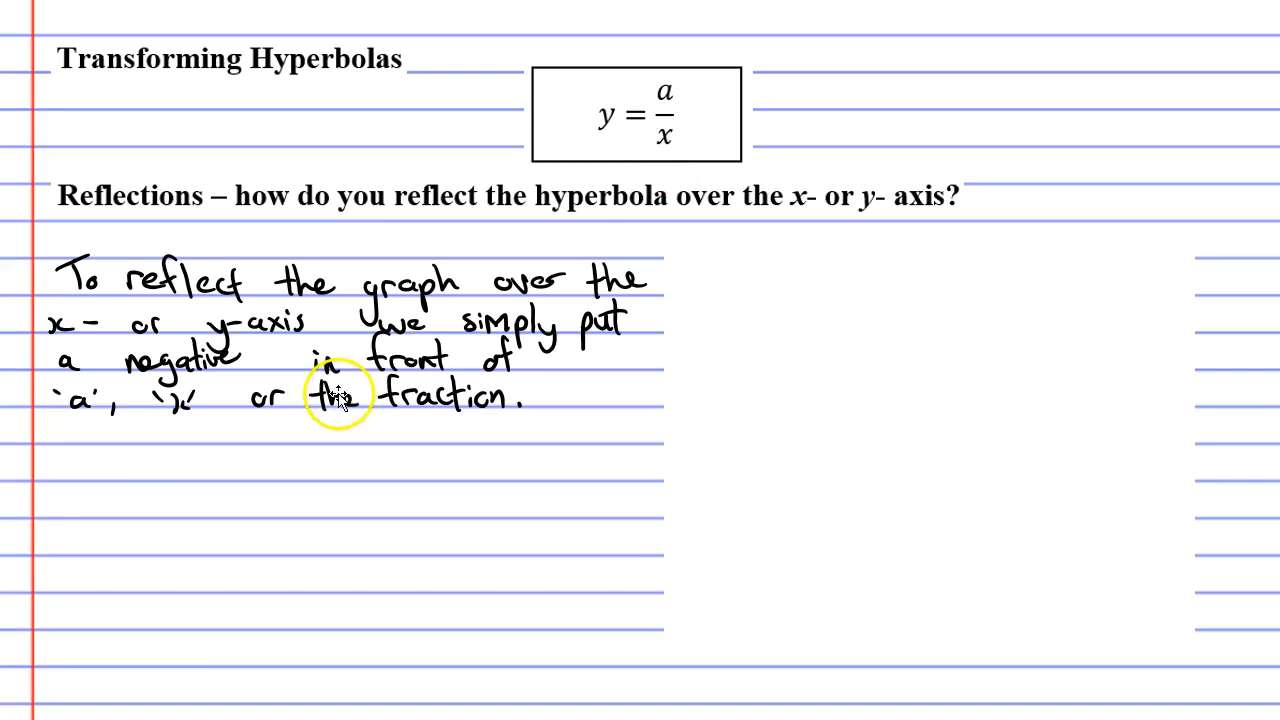 Transforming Hyperbolas
y = a/x
Reflections – how do you reflect the hyperbola over the x- or y- axis?
To reflect the graph over the
x- or y-axis we simply put
a negative in front of
'a', 'x' or the fraction.